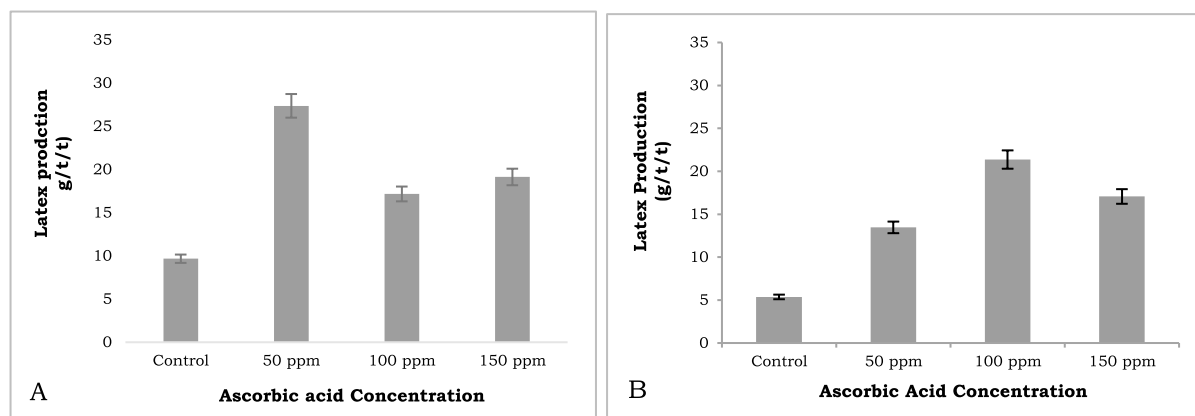 35
30
25
20
15
10
5
0
Latex prodction
g/t/t)
Control 50 ppm 100 ppm 150 ppm
Ascorbic acid Concentration
A
35
30
25
20
15
10
5
0
Latex Production
(g/t/t)
Control 50 ppm 100 ppm 150 ppm
Ascorbic Acid Concentration
B